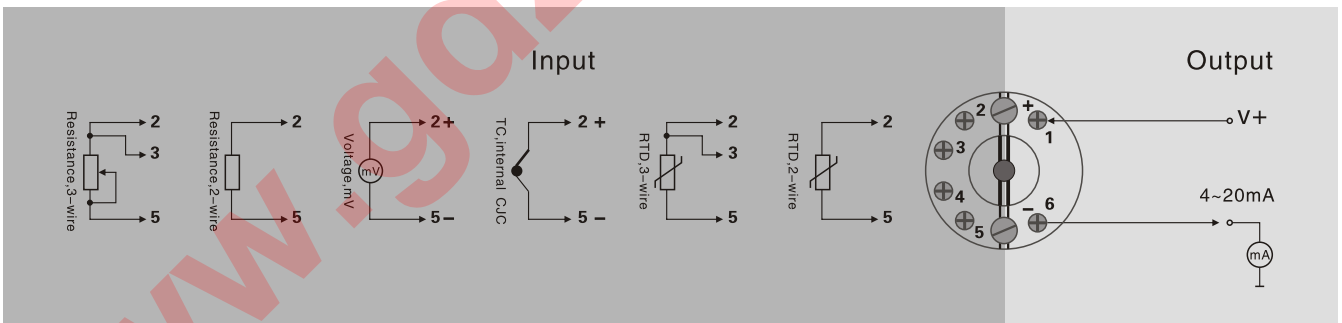 Input
Output
Resistance,3-wire
2
3
5
Resistance,2-wire
2
5
Voltage,mV
mV
2+
5-
TC,internal CJC
2 +
5 -
RTD,3-wire
2
3
5
RTD,2-wire
2
5
2
+
1
3
4
5
-
6
V+
4~20mA
mA
www.gaz